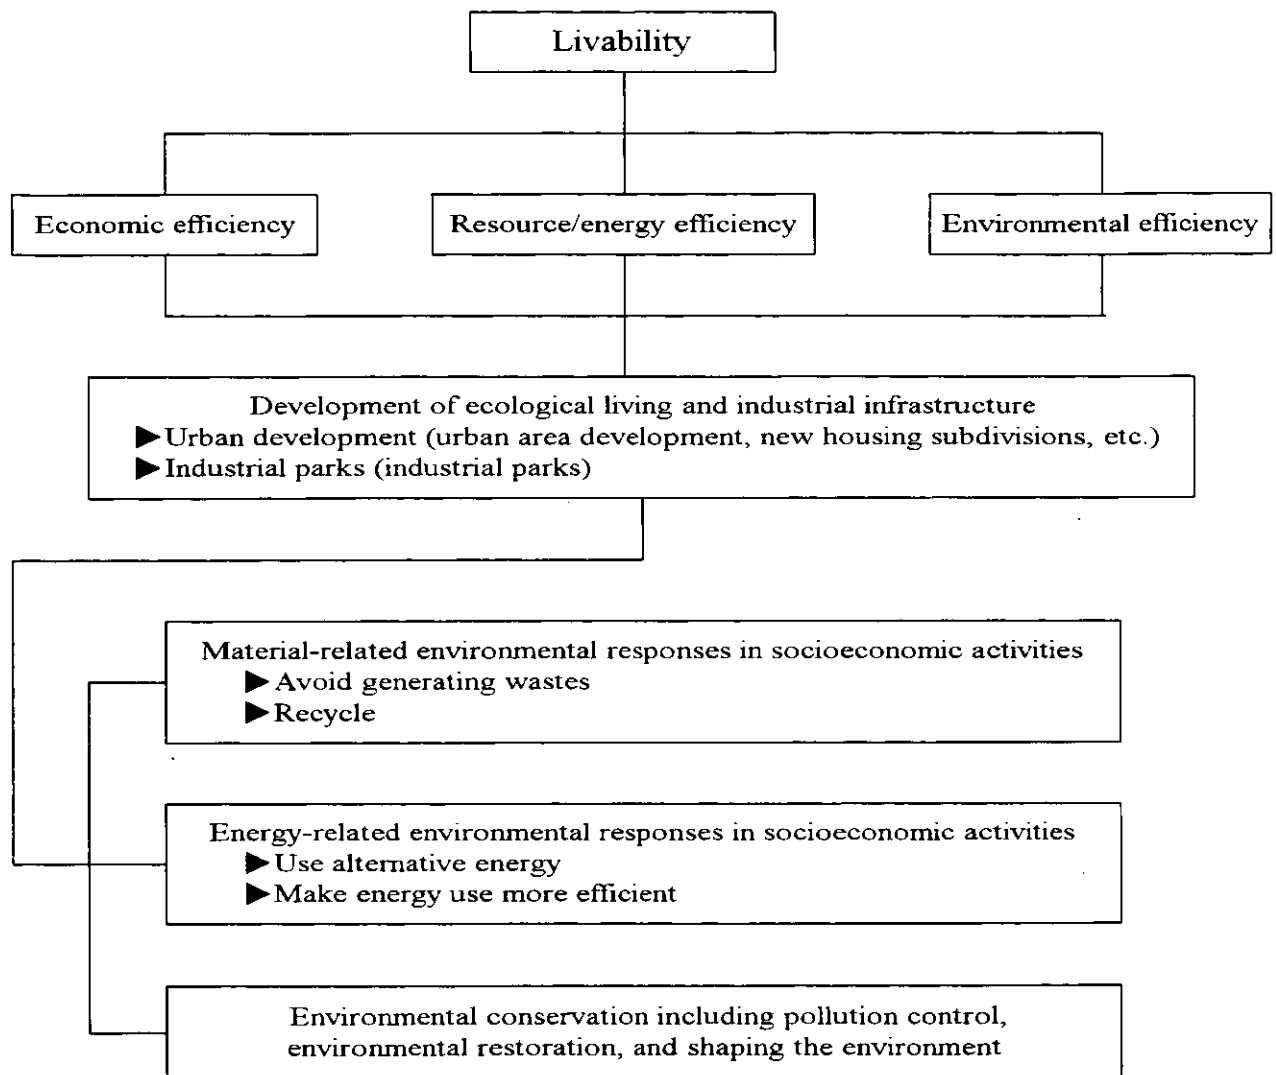 Livability
Economic efficiency
Resource/energy efficiency
Environmental efficiency
Development of ecological living and industrial infrastructure
▶Urban development (urban area development, new housing subdivisions, etc.)
▶Industrial parks (industrial parks)
Material-related environmental responses in socioeconomic activities
▶Avoid generating wastes
▶Recycle
Energy-related environmental responses in socioeconomic activities
▶Use alternative energy
▶Make energy use more efficient
Environmental conservation including pollution control,
environmental restoration, and shaping the environment